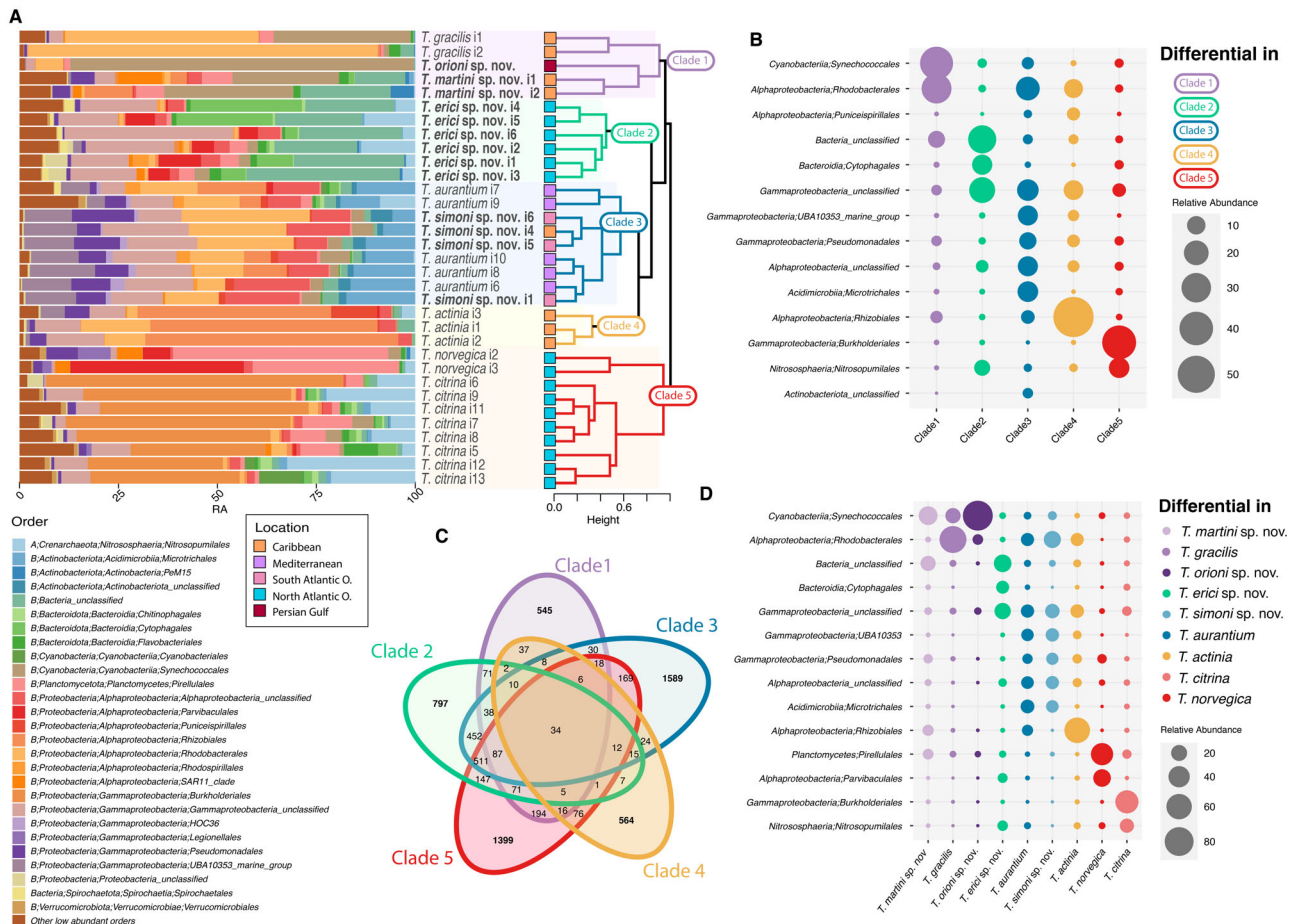 A
T. gracilis i1
T. gracilis i2
T. orioni sp. nov.
T. martini sp. nov. i1
T. martini sp. nov. i2
T. erici sp. nov. i4
T. erici sp. nov. i5
T. erici sp. nov. i6
T. erici sp. nov. i2
T. erici sp. nov. i1
T. erici sp. nov. i3
T. aurantium i7
T. aurantium i9
T. simoni sp. nov. i6
T. simoni sp. nov. i4
T. simoni sp. nov. i5
T. aurantium i10
T. aurantium i8
T. aurantium i6
T. simoni sp. nov. i1
T. actinia i3
T. actinia i1
T. actinia i2
T. norvegica i2
T. norvegica i3
T. citrina i6
T. citrina i9
T. citrina i11
T. citrina i7
T. citrina i8
T. citrina i5
T. citrina i12
T. citrina i13
Clade 1
Clade 2
Clade 3
Clade 4
Clade 5
0 25 50 75 100
RA
0.0 0.6
Height
Order
A;Crenarchaeota;Nitrososphaeria;Nitrosopumilales
B;Actinobacteriota;Acidimicrobiia;Microtrichales
B;Actinobacteriota;Actinobacteria;PeM15
B;Actinobacteriota;Actinobacteriota_unclassified
B;Bacteria_unclassified
B;Bacteroidota;Bacteroidia;Chitinophagales
B;Bacteroidota;Bacteroidia;Cytophagales
B;Bacteroidota;Bacteroidia;Flavobacteriales
B;Cyanobacteria;Cyanobacteriia;Cyanobacteriales
B;Cyanobacteria;Cyanobacteriia;Synechococcales
B;Planctomycetota;Planctomycetes;Pirellulales
B;Proteobacteria;Alphaproteobacteria;Alphaproteobacteria_unclassified
B;Proteobacteria;Alphaproteobacteria;Parvibaculales
B;Proteobacteria;Alphaproteobacteria;Puniceispirillales
B;Proteobacteria;Alphaproteobacteria;Rhizobiales
B;Proteobacteria;Alphaproteobacteria;Rhodobacterales
B;Proteobacteria;Alphaproteobacteria;Rhodospirillales
B;Proteobacteria;Alphaproteobacteria;SAR11_clade
B;Proteobacteria;Gammaproteobacteria;Burkholderiales
B;Proteobacteria;Gammaproteobacteria;Gammaproteobacteria_unclassified
B;Proteobacteria;Gammaproteobacteria;HOC36
B;Proteobacteria;Gammaproteobacteria;Legionellales
B;Proteobacteria;Gammaproteobacteria;Pseudomonadales
B;Proteobacteria;Gammaproteobacteria;UBA10353_marine_group
B;Proteobacteria;Proteobacteria_unclassified
Bacteria;Spirochaetota;Spirochaetia;Spirochaetales
B;Verrucomicrobiota;Verrucomicrobiae;Verrucomicrobiales
Other low abundant orders
Location
Caribbean
Mediterranean
South Atlantic O.
North Atlantic O.
Persian Gulf
B
Cyanobacteriia;Synechococcales
Alphaproteobacteria;Rhodobacterales
Alphaproteobacteria;Puniceispirillales
Bacteria_unclassified
Bacteroidia;Cytophagales
Gammaproteobacteria_unclassified
Gammaproteobacteria;UBA10353_marine_group
Gammaproteobacteria;Pseudomonadales
Alphaproteobacteria_unclassified
Acidimicrobiia;Microtrichales
Alphaproteobacteria;Rhizobiales
Gammaproteobacteria;Burkholderiales
Nitrososphaeria;Nitrosopumilales
Actinobacteriota_unclassified
Clade1
Clade2
Clade3
Clade4
Clade5
Differential in
Clade 1
Clade 2
Clade 3
Clade 4
Clade 5
Relative Abundance
10
20
30
40
50
C
Clade1
Clade 3
Clade 2
Clade 5
Clade 4
545
37 30
71 2 8 18
10 6 169 1589
797
38
452 34
511 87 12 24
15
147 7
71 5 1
194 16 76 564
1399
D
Cyanobacteriia;Synechococcales
Alphaproteobacteria;Rhodobacterales
Bacteria_unclassified
Bacteroidia;Cytophagales
Gammaproteobacteria_unclassified
Gammaproteobacteria;UBA10353
Gammaproteobacteria;Pseudomonadales
Alphaproteobacteria_unclassified
Acidimicrobiia;Microtrichales
Alphaproteobacteria;Rhizobiales
Planctomycetes;Pirellulales
Alphaproteobacteria;Parvibaculales
Gammaproteobacteria;Burkholderiales
Nitrososphaeria;Nitrosopumilales
T. martini sp. nov
T. gracilis
T. orioni sp. nov.
T. erici sp. nov.
T. aurantium
T. simoni sp. nov.
T. actinia
T. norvegica
T. citrina
Differential in
T. martini sp. nov.
T. gracilis
T. orioni sp. nov.
T. erici sp. nov.
T. simoni sp. nov.
T. aurantium
T. actinia
T. citrina
T. norvegica
Relative Abundance
20
40
60
80